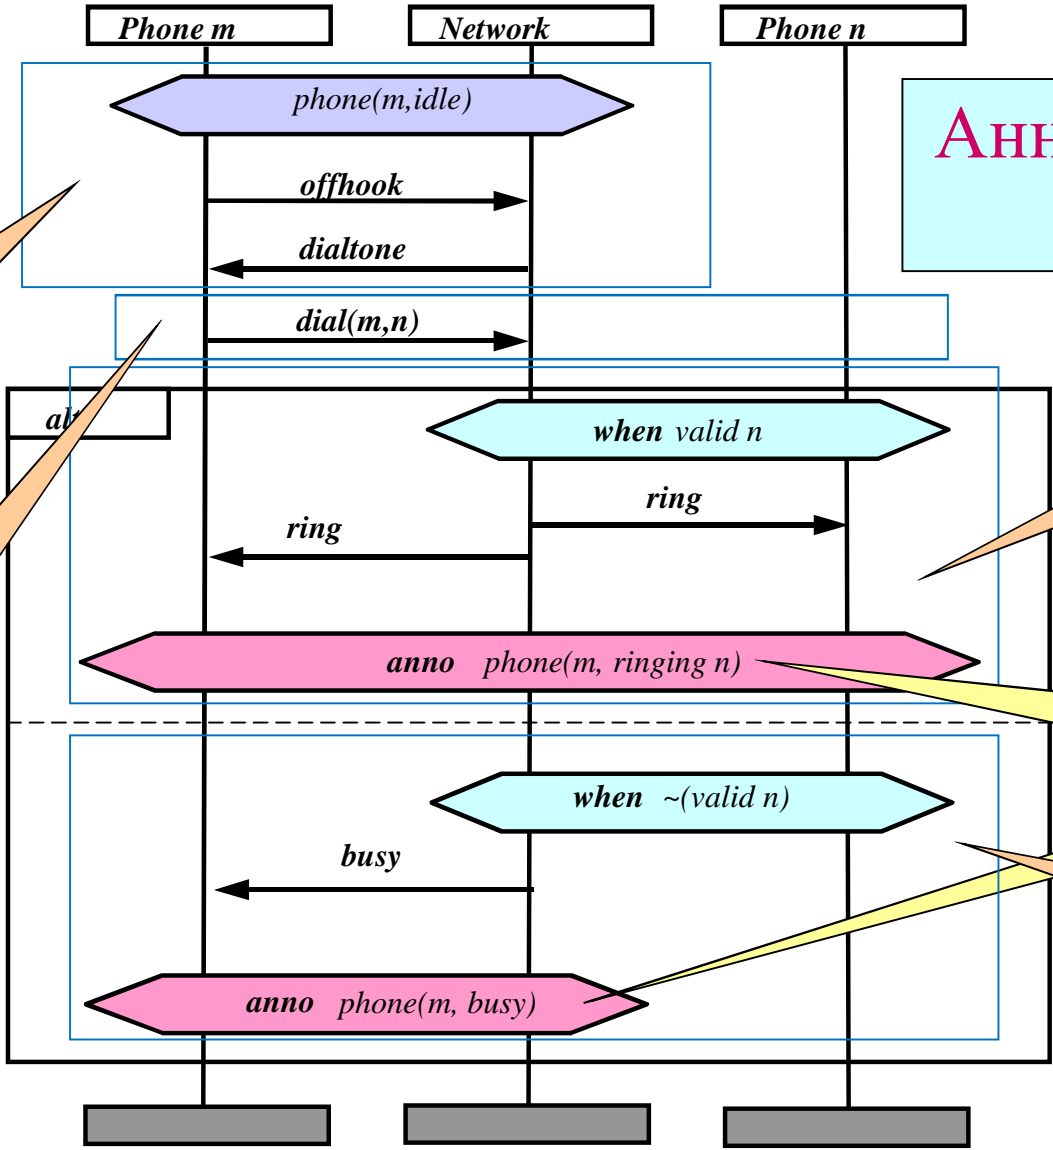 Phone m
Network
Phone n
phone(m,idle)
offhook
dialtone
dial(m,n)
alt
when valid n
ring
ring
anno phone(m, ringing n)
when ~(valid n)
busy
anno phone(m, busy)